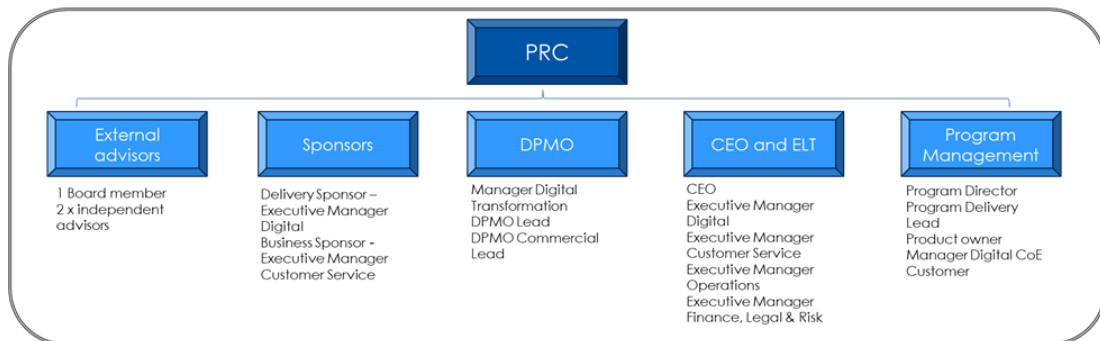 PRC
External
advisors
1 Board member
2 x independent
advisors
Sponsors
Delivery Sponsor –
Executive Manager
Digital
Business Sponsor -
Executive Manager
Customer Service
DPMO
Manager Digital
Transformation
DPMO Lead
DPMO Commercial
Lead
CEO and ELT
CEO
Executive Manager
Digital
Executive Manager
Customer Service
Executive Manager
Operations
Executive Manager
Finance, Legal & Risk
Program
Management
Program Director
Program Delivery
Lead
Product owner
Manager Digital CoE
Customer